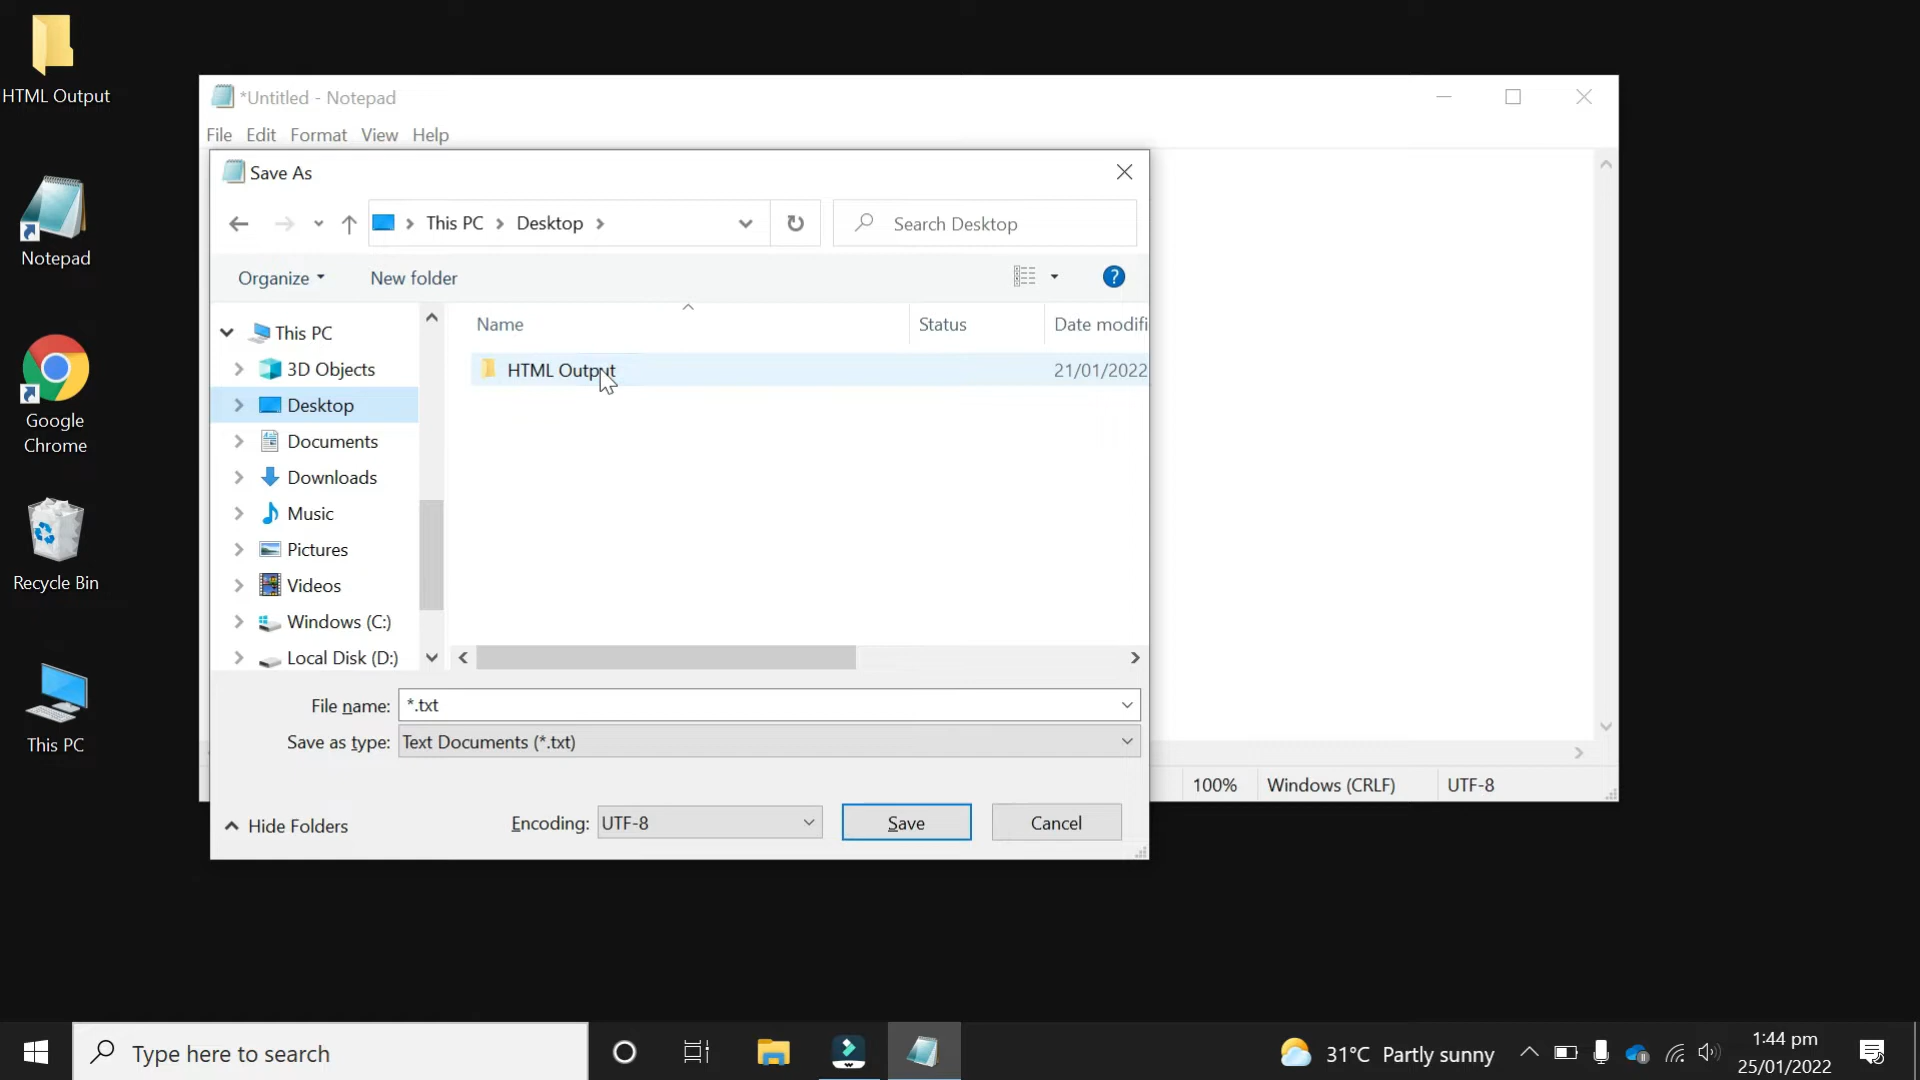 HTML Output
Notepad
Google
Chrome
Recycle Bin
This PC
*Untitled - Notepad
File Edit Format View Help
Save As
This PC Desktop
Search Desktop
Organize New folder
Name Status Date modifi
HTML Output 21/01/2022
This PC
3D Objects
Desktop
Documents
Downloads
Music
Pictures
Videos
Windows (C:)
Local Disk (D:)
File name: *.txt
Save as type: Text Documents (*.txt)
Hide Folders Encoding: UTF-8 Save Cancel
100% Windows (CRLF) UTF-8
Type here to search
31°C Partly sunny
1:44 pm
25/01/2022